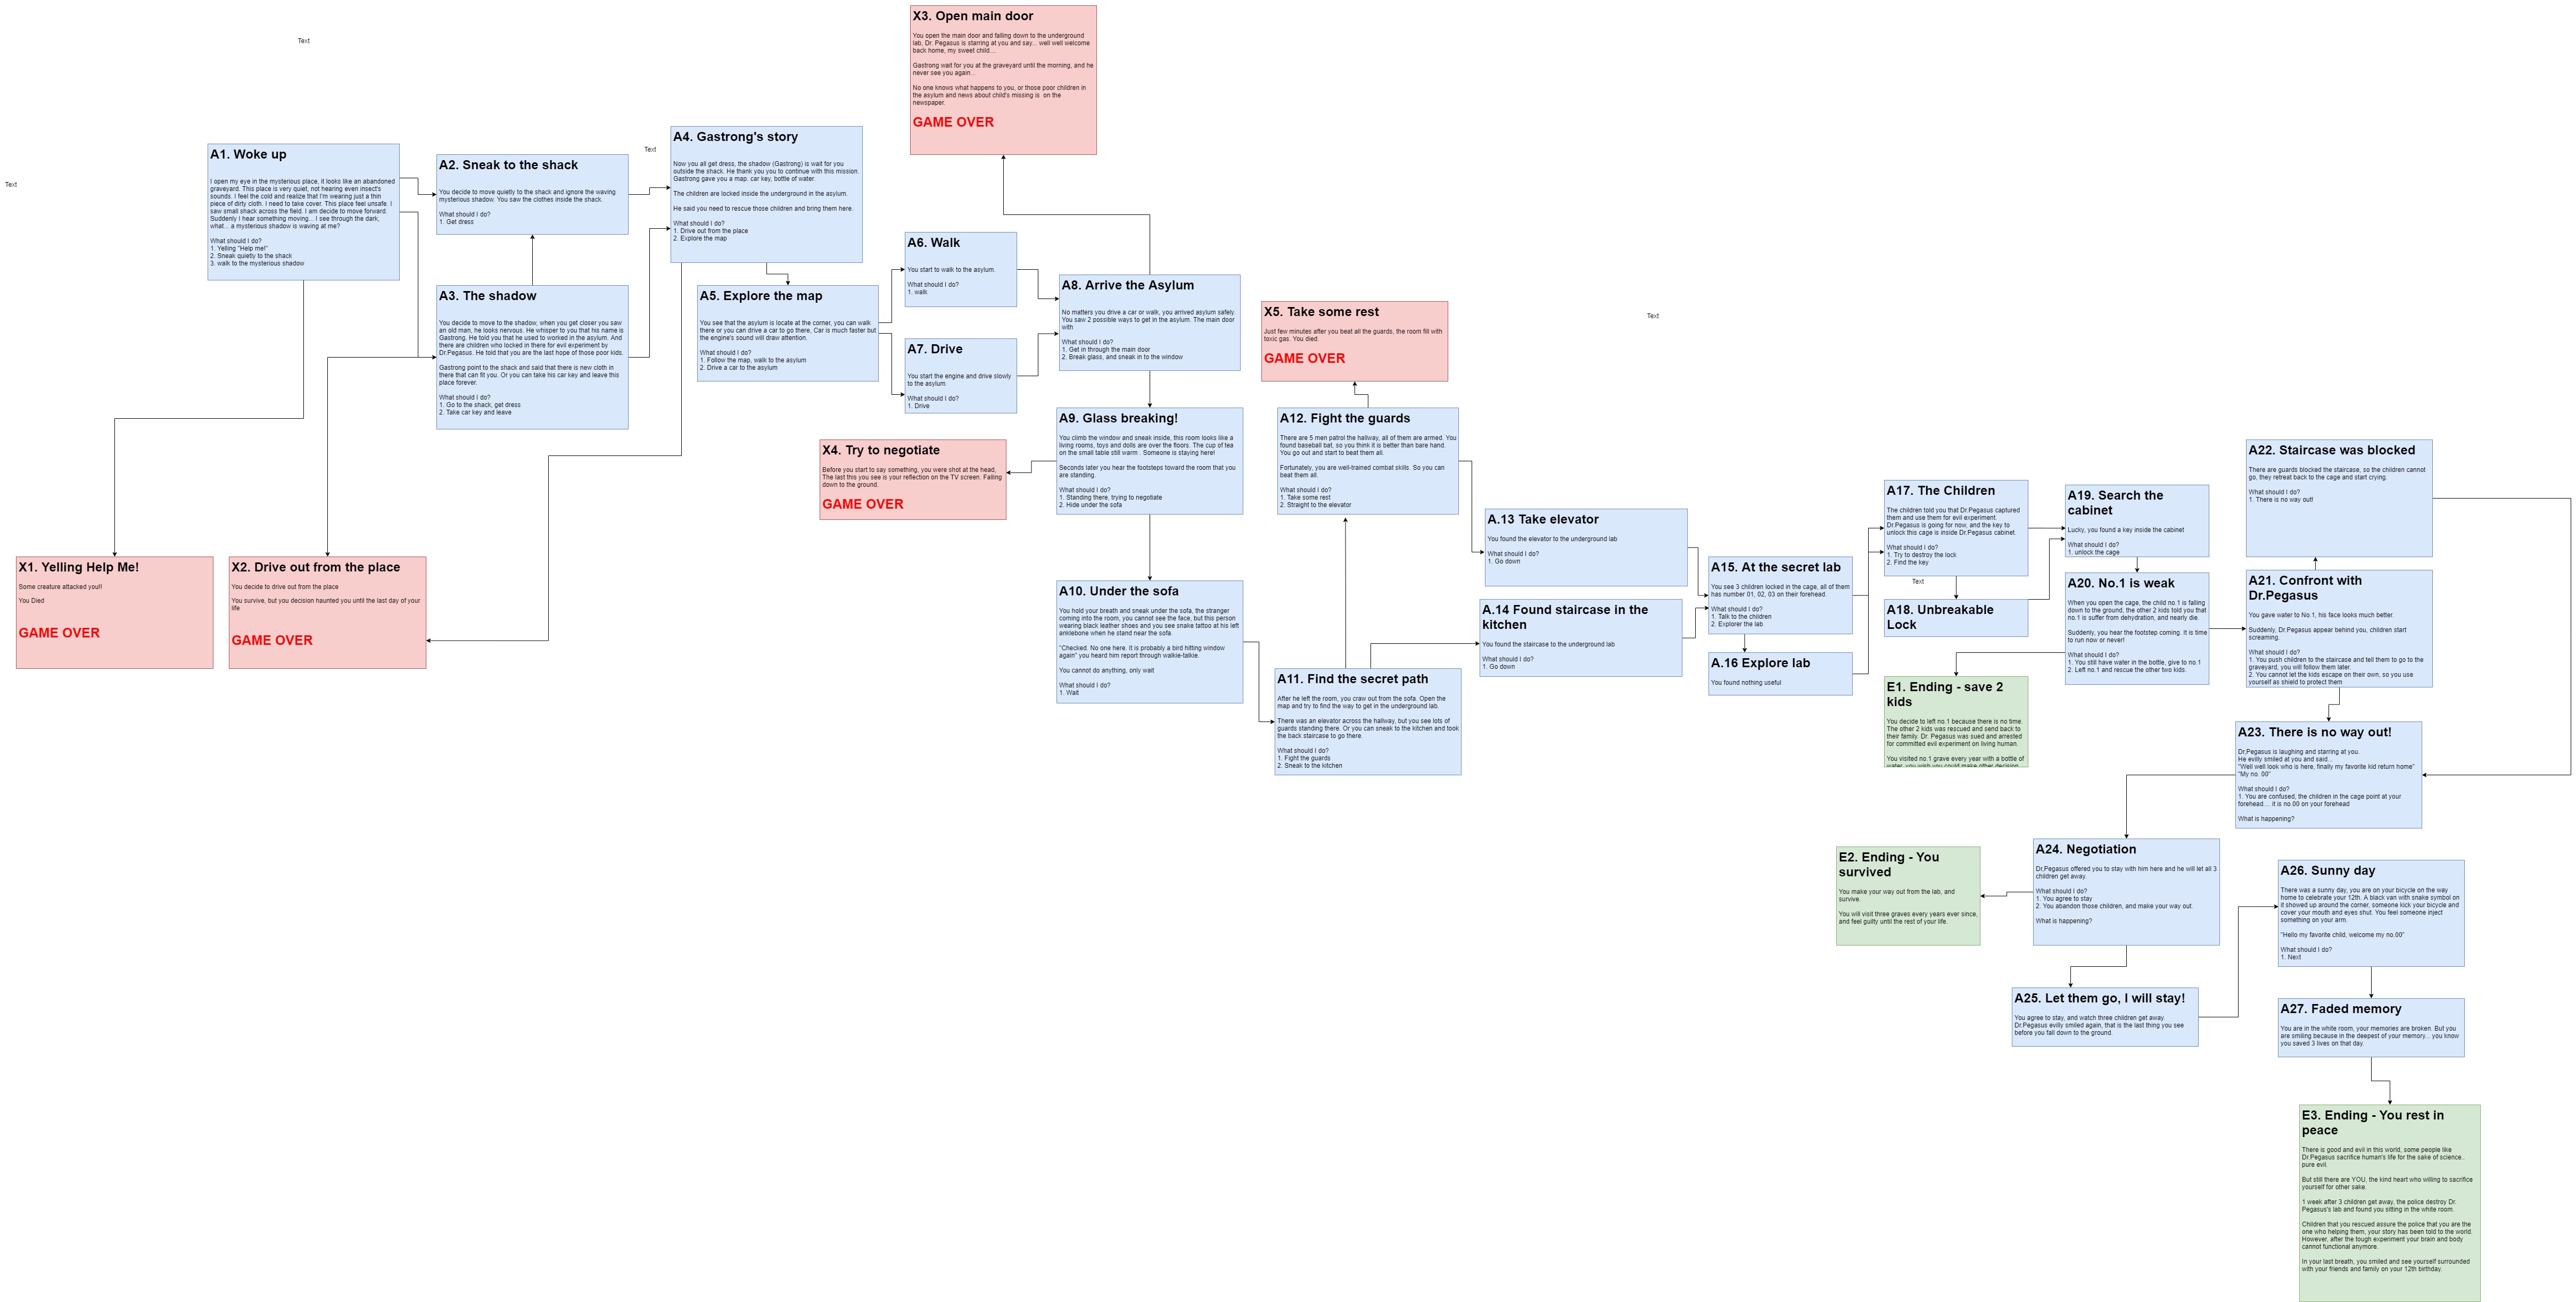 Text
Text
Text
X3. Open main door
You open the main door and falling down to the underground
lab, Dr. Pegasus is starring at you and say... well well welcome
back home, my sweet child....
Gastrong wait for you at the graveyard until the morning, and he
never see you again...
No one knows what happens to you, or those poor children in
the asylum and news about child's missing is on the
newspaper.
GAME OVER
A1. Woke up
I open my eye in the mysterious place, it looks like an abandoned
graveyard. This place is very quiet, not hearing even insect's
sounds. I feel the cold and realize that I'm wearing just a thin
piece of dirty cloth. I need to take cover. This place feel unsafe. I
saw small shack across the field. I am decide to move forward.
Suddenly I hear something moving... I see through the dark,
what... a mysterious shadow is waving at me?
What should I do?
1. Yelling "Help me!"
2. Sneak quietly to the shack
3. walk to the mysterious shadow
A2. Sneak to the shack
You decide to move quietly to the shack and ignore the waving
mysterious shadow. You saw the clothes inside the shack.
What should I do?
1. Get dress
A3. The shadow
You decide to move to the shadow, when you get closer you saw
an old man, he looks nervous. He whisper to you that his name is
Gastrong. He told you that he used to worked in the asylum. And
there are children who locked in there for evil experiment by
Dr.Pegasus. He told that you are the last hope of those poor kids.
Gastrong point to the shack and said that there is new cloth in
there that can fit you. Or you can take his car key and leave this
place forever.
What should I do?
1. Go to the shack, get dress
2. Take car key and leave
A4. Gastrong's story
Now you all get dress, the shadow (Gastrong) is wait for you
outside the shack. He thank you you to continue with this mission.
Gastrong gave you a map. car key, bottle of water.
The children are locked inside the underground in the asylum.
He said you need to rescue those children and bring them here.
What should I do?
1. Drive out from the place
2. Explore the map
A5. Explore the map
You see that the asylum is locate at the corner, you can walk
there or you can drive a car to go there, Car is much faster but
the engine's sound will draw attention.
What should I do?
1. Follow the map, walk to the asylum
2. Drive a car to the asylum
A6. Walk
You start to walk to the asylum.
What should I do?
1. walk
A7. Drive
You start the engine and drive slowly
to the asylum.
What should I do?
1. Drive
A8. Arrive the Asylum
No matters you drive a car or walk, you arrived asylum safely.
You saw 2 possible ways to get in the asylum. The main door
with
What should I do?
1. Get in through the main door
2. Break glass, and sneak in to the window
X5. Take some rest
Just few minutes after you beat all the guards, the room fill with
toxic gas. You died.
GAME OVER
Text
X4. Try to negotiate
Before you start to say something, you were shot at the head,
The last this you see is your reflection on the TV screen. Falling
down to the ground.
GAME OVER
A9. Glass breaking!
You climb the window and sneak inside, this room looks like a
living rooms, toys and dolls are over the floors. The cup of tea
on the small table still warm . Someone is staying here!
Seconds later you hear the footsteps toward the room that you
are standing.
What should I do?
1. Standing there, trying to negotiate
2. Hide under the sofa
A12. Fight the guards
There are 5 men patrol the hallway, all of them are armed. You
found baseball bat, so you think it is better than bare hand.
You go out and start to beat them all.
Fortunately, you are well-trained combat skills. So you can
beat them all.
What should I do?
1. Take some rest
2. Straight to the elevator
X1. Yelling Help Me!
Some creature attacked you!!
You Died
GAME OVER
X2. Drive out from the place
You decide to drive out from the place
You survive, but you decision haunted you until the last day of your
life
GAME OVER
A10. Under the sofa
You hold your breath and sneak under the sofa, the stranger
coming into the room, you cannot see the face, but this person
wearing black leather shoes and you see snake tattoo at his left
anklebone when he stand near the sofa.
"Checked. No one here. It is probably a bird hitting window
again" you heard him report through walkie-talkie.
You cannot do anything, only wait
What should I do?
1. Wait
A11. Find the secret path
After he left the room, you craw out from the sofa. Open the
map and try to find the way to get in the underground lab.
There was an elevator across the hallway, but you see lots of
guards standing there. Or you can sneak to the kitchen and took
the back staircase to go there.
What should I do?
1. Fight the guards
2. Sneak to the kitchen
A.13 Take elevator
You found the elevator to the underground lab
What should I do?
1. Go down
A.14 Found staircase in the
kitchen
You found the staircase to the underground lab
What should I do?
1. Go down
A15. At the secret lab
You see 3 children locked in the cage, all of them
has number 01, 02, 03 on their forehead.
What should I do?
1. Talk to the children
2. Explorer the lab
A.16 Explore lab
You found nothing useful
A17. The Children
The children told you that Dr.Pegasus captured
them and use them for evil experiment.
Dr.Pegasus is going for now, and the key to
unlock this cage is inside Dr.Pegasus cabinet.
What should I do?
1. Try to destroy the lock
2. Find the key
Text
A18. Unbreakable
Lock
A19. Search the
cabinet
Lucky, you found a key inside the cabinet
What should I do?
1. unlock the cage
A20. No.1 is weak
When you open the cage, the child no.1 is falling
down to the ground, the other 2 kids told you that
no.1 is suffer from dehydration, and nearly die.
Suddenly, you hear the footstep coming. It is time
to run now or never!
What should I do?
1. You still have water in the bottle, give to no.1
2. Left no.1 and rescue the other two kids.
A22. Staircase was blocked
There are guards blocked the staircase, so the children cannot
go, they retreat back to the cage and start crying.
What should I do?
1. There is no way out!
A21. Confront with
Dr.Pegasus
You gave water to No.1, his face looks much better.
Suddenly, Dr.Pegasus appear behind you, children start
screaming.
What should I do?
1. You push children to the staircase and tell them to go to the
graveyard, you will follow them later.
2. You cannot let the kids escape on their own, so you use
yourself as shield to protect them
E1. Ending - save 2
kids
You decide to left no.1 because there is no time.
The other 2 kids was rescued and send back to
their family. Dr. Pegasus was sued and arrested
for committed evil experiment on living human.
You visited no.1 grave every year with a bottle of
water, you wish you could make other decision
A23. There is no way out!
Dr,Pegasus is laughing and starring at you.
He evilly smiled at you and said...
"Well well look who is here, finally my favorite kid return home"
"My no. 00"
What should I do?
1. You are confused, the children in the cage point at your
forehead.... it is no.00 on your forehead
What is happening?
A24. Negotiation
Dr,Pegasus offered you to stay with him here and he will let all 3
children get away.
What should I do?
1. You agree to stay
2. You abandon those children, and make your way out.
What is happening?
E2. Ending - You
survived
You make your way out from the lab, and
survive.
You will visit three graves every years ever since,
and feel guilty until the rest of your life.
A25. Let them go, I will stay!
You agree to stay, and watch three children get away.
Dr.Pegasus evilly smiled again, that is the last thing you see
before you fall down to the ground.
A26. Sunny day
There was a sunny day, you are on your bicycle on the way
home to celebrate your 12th. A black van with snake symbol on
it showed up around the corner, someone kick your bicycle and
cover your mouth and eyes shut. You feel someone inject
something on your arm.
"Hello my favorite child, welcome my no.00"
What should I do?
1. Next
A27. Faded memory
You are in the white room, your memories are broken. But you
are smiling because in the deepest of your memory... you know
you saved 3 lives on that day.
E3. Ending - You rest in
peace
There is good and evil in this world, some people like
Dr.Pegasus sacrifice human's life for the sake of science..
pure evil.
But still there are YOU, the kind heart who willing to sacrifice
yourself for other sake.
1 week after 3 children get away, the police destroy Dr.
Pegasus's lab and found you sitting in the white room.
Children that you rescued assure the police that you are the
one who helping them, your story has been told to the world.
However, after the tough experiment your brain and body
cannot functional anymore.
In your last breath, you smiled and see yourself surrounded
with your friends and family on your 12th birthday.